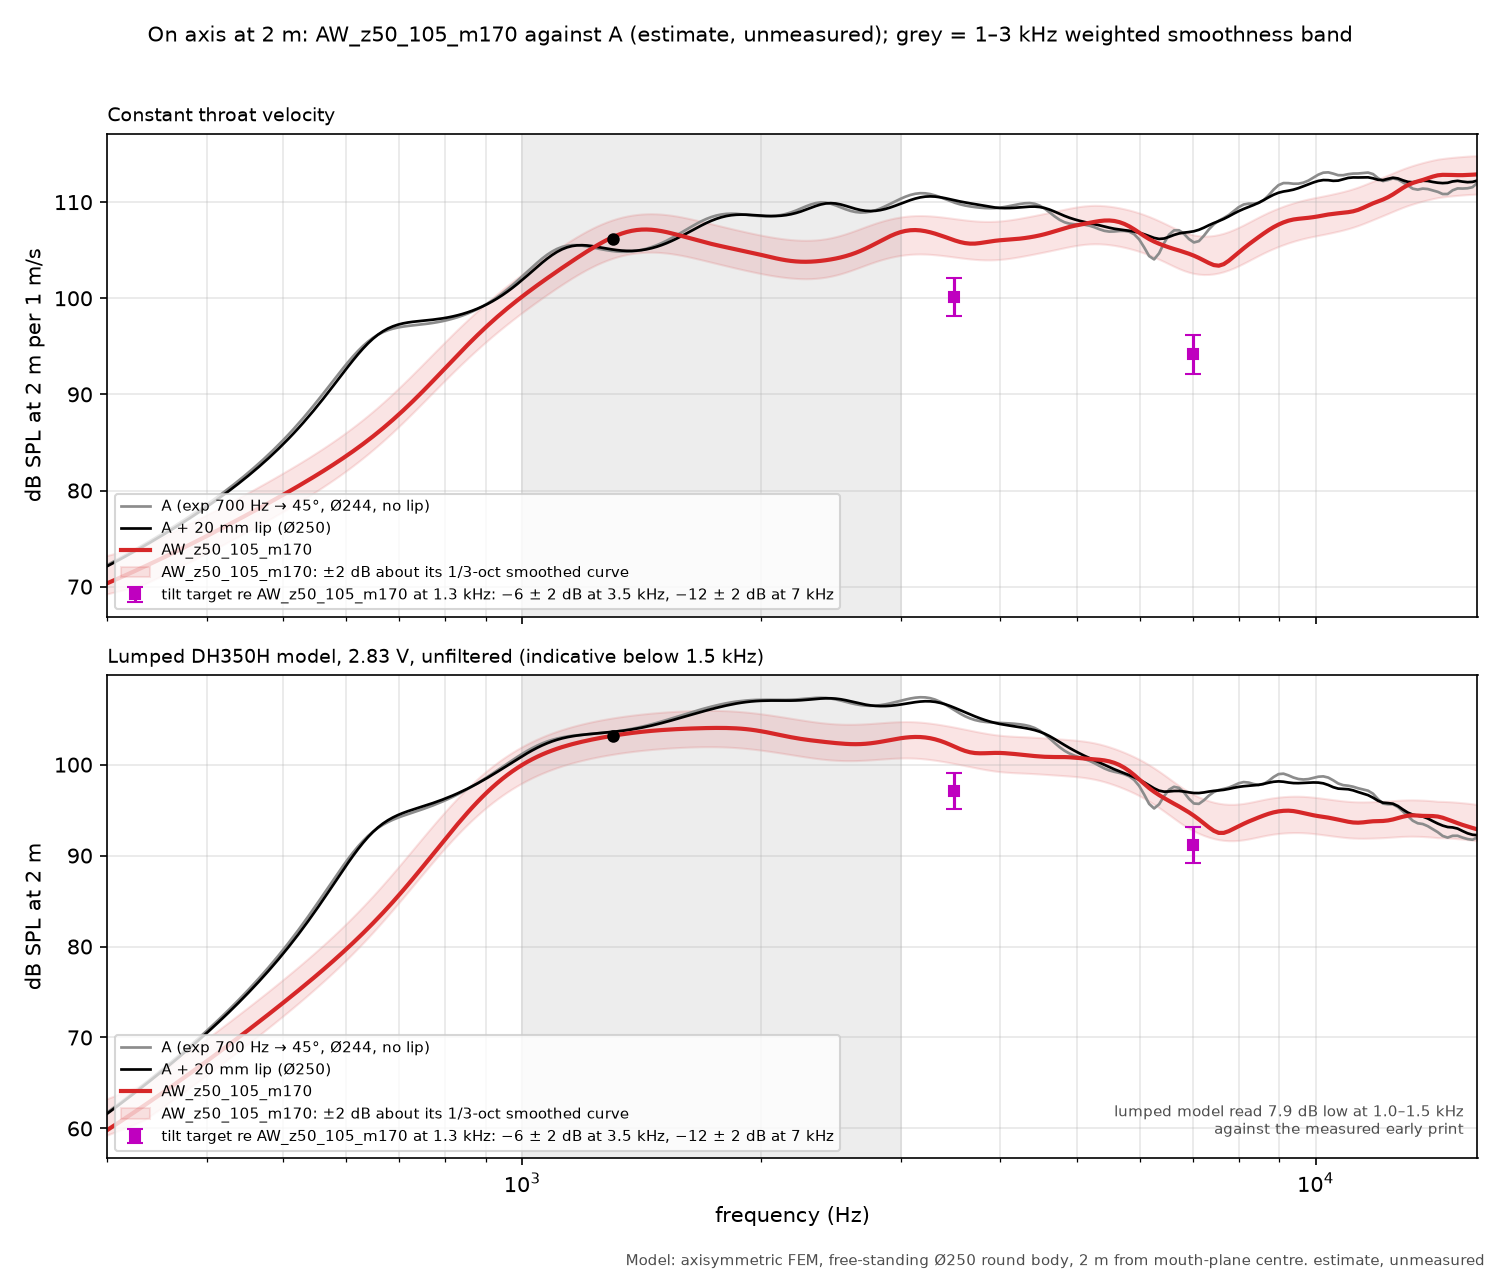 On axis at 2 m: AW_z50_105_m170 against A (estimate, unmeasured); grey = 1–3 kHz weighted smoothness band
Constant throat velocity
dB SPL at 2 m per 1 m/s
110
100
90
80
70
A (exp 700 Hz → 45°, Ø244, no lip)
A + 20 mm lip (Ø250)
AW_z50_105_m170
AW_z50_105_m170: ±2 dB about its 1/3-oct smoothed curve
tilt target re AW_z50_105_m170 at 1.3 kHz: −6 ± 2 dB at 3.5 kHz, −12 ± 2 dB at 7 kHz
Lumped DH350H model, 2.83 V, unfiltered (indicative below 1.5 kHz)
dB SPL at 2 m
100
90
80
70
60
A (exp 700 Hz → 45°, Ø244, no lip)
A + 20 mm lip (Ø250)
AW_z50_105_m170
AW_z50_105_m170: ±2 dB about its 1/3-oct smoothed curve
tilt target re AW_z50_105_m170 at 1.3 kHz: −6 ± 2 dB at 3.5 kHz, −12 ± 2 dB at 7 kHz
lumped model read 7.9 dB low at 1.0–1.5 kHz
against the measured early print
10³ 10⁴
frequency (Hz)
Model: axisymmetric FEM, free-standing Ø250 round body, 2 m from mouth-plane centre. estimate, unmeasured